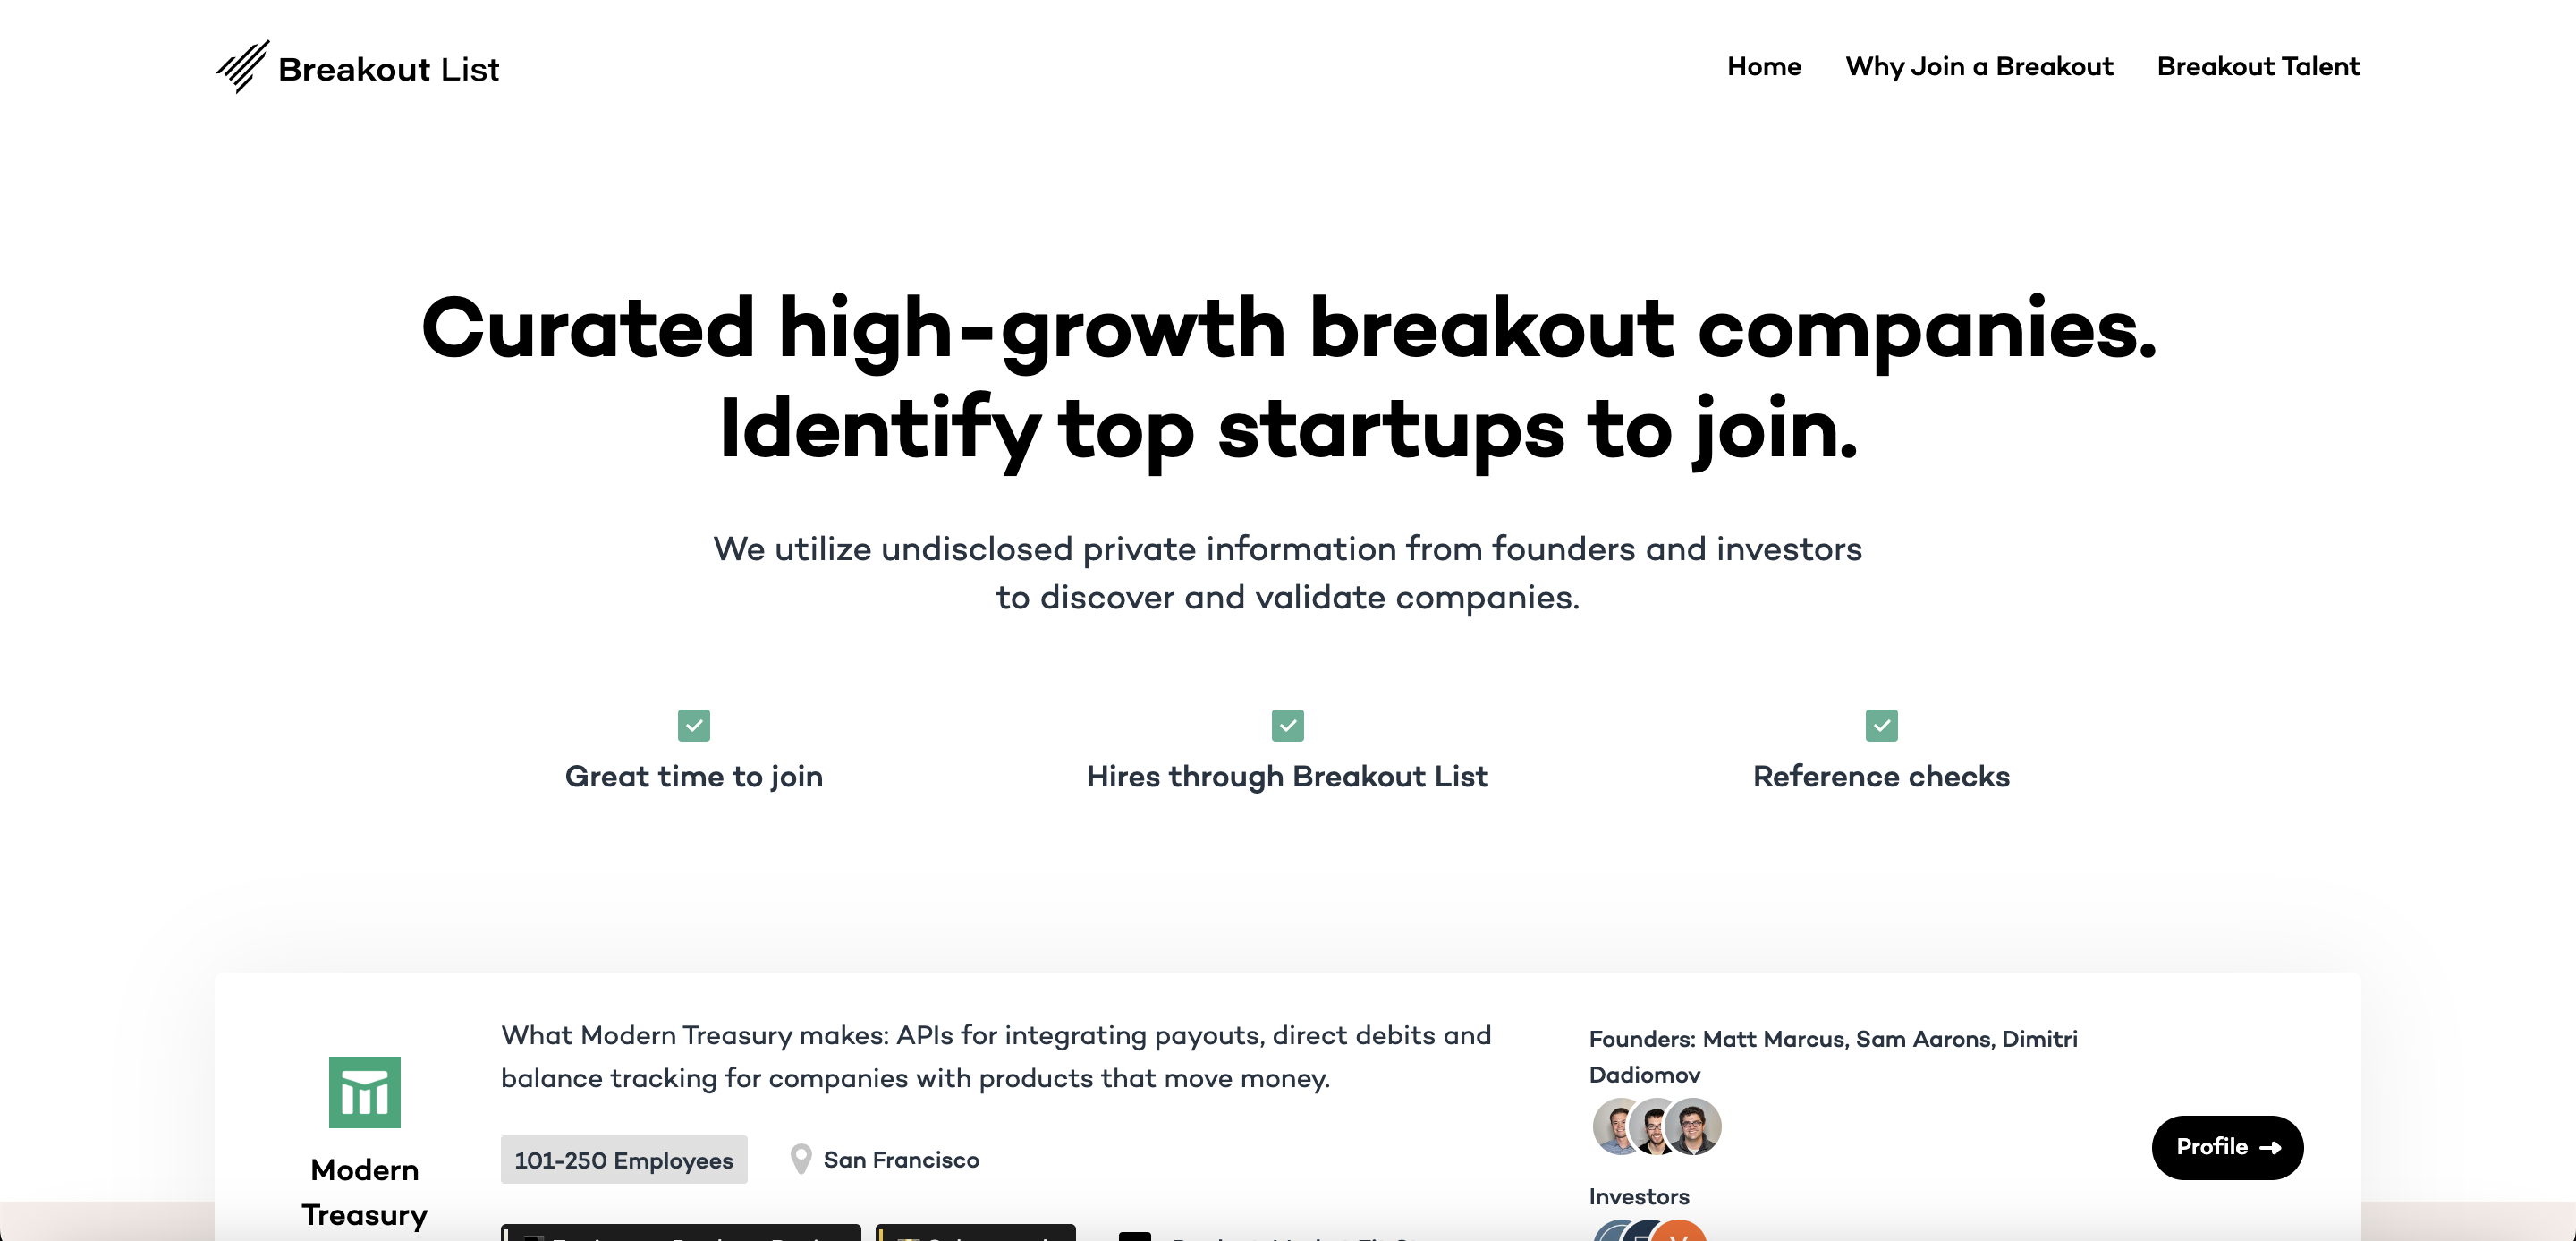 Breakout List
Home
Why Join a Breakout
Breakout Talent
Curated high-growth breakout companies.
Identify top startups to join.
We utilize undisclosed private information from founders and investors
to discover and validate companies.
Great time to join
Hires through Breakout List
Reference checks
Modern
Treasury
What Modern Treasury makes: APIs for integrating payouts, direct debits and
balance tracking for companies with products that move money.
101-250 Employees
San Francisco
Founders: Matt Marcus, Sam Aarons, Dimitri
Dadiomov
Investors
Profile